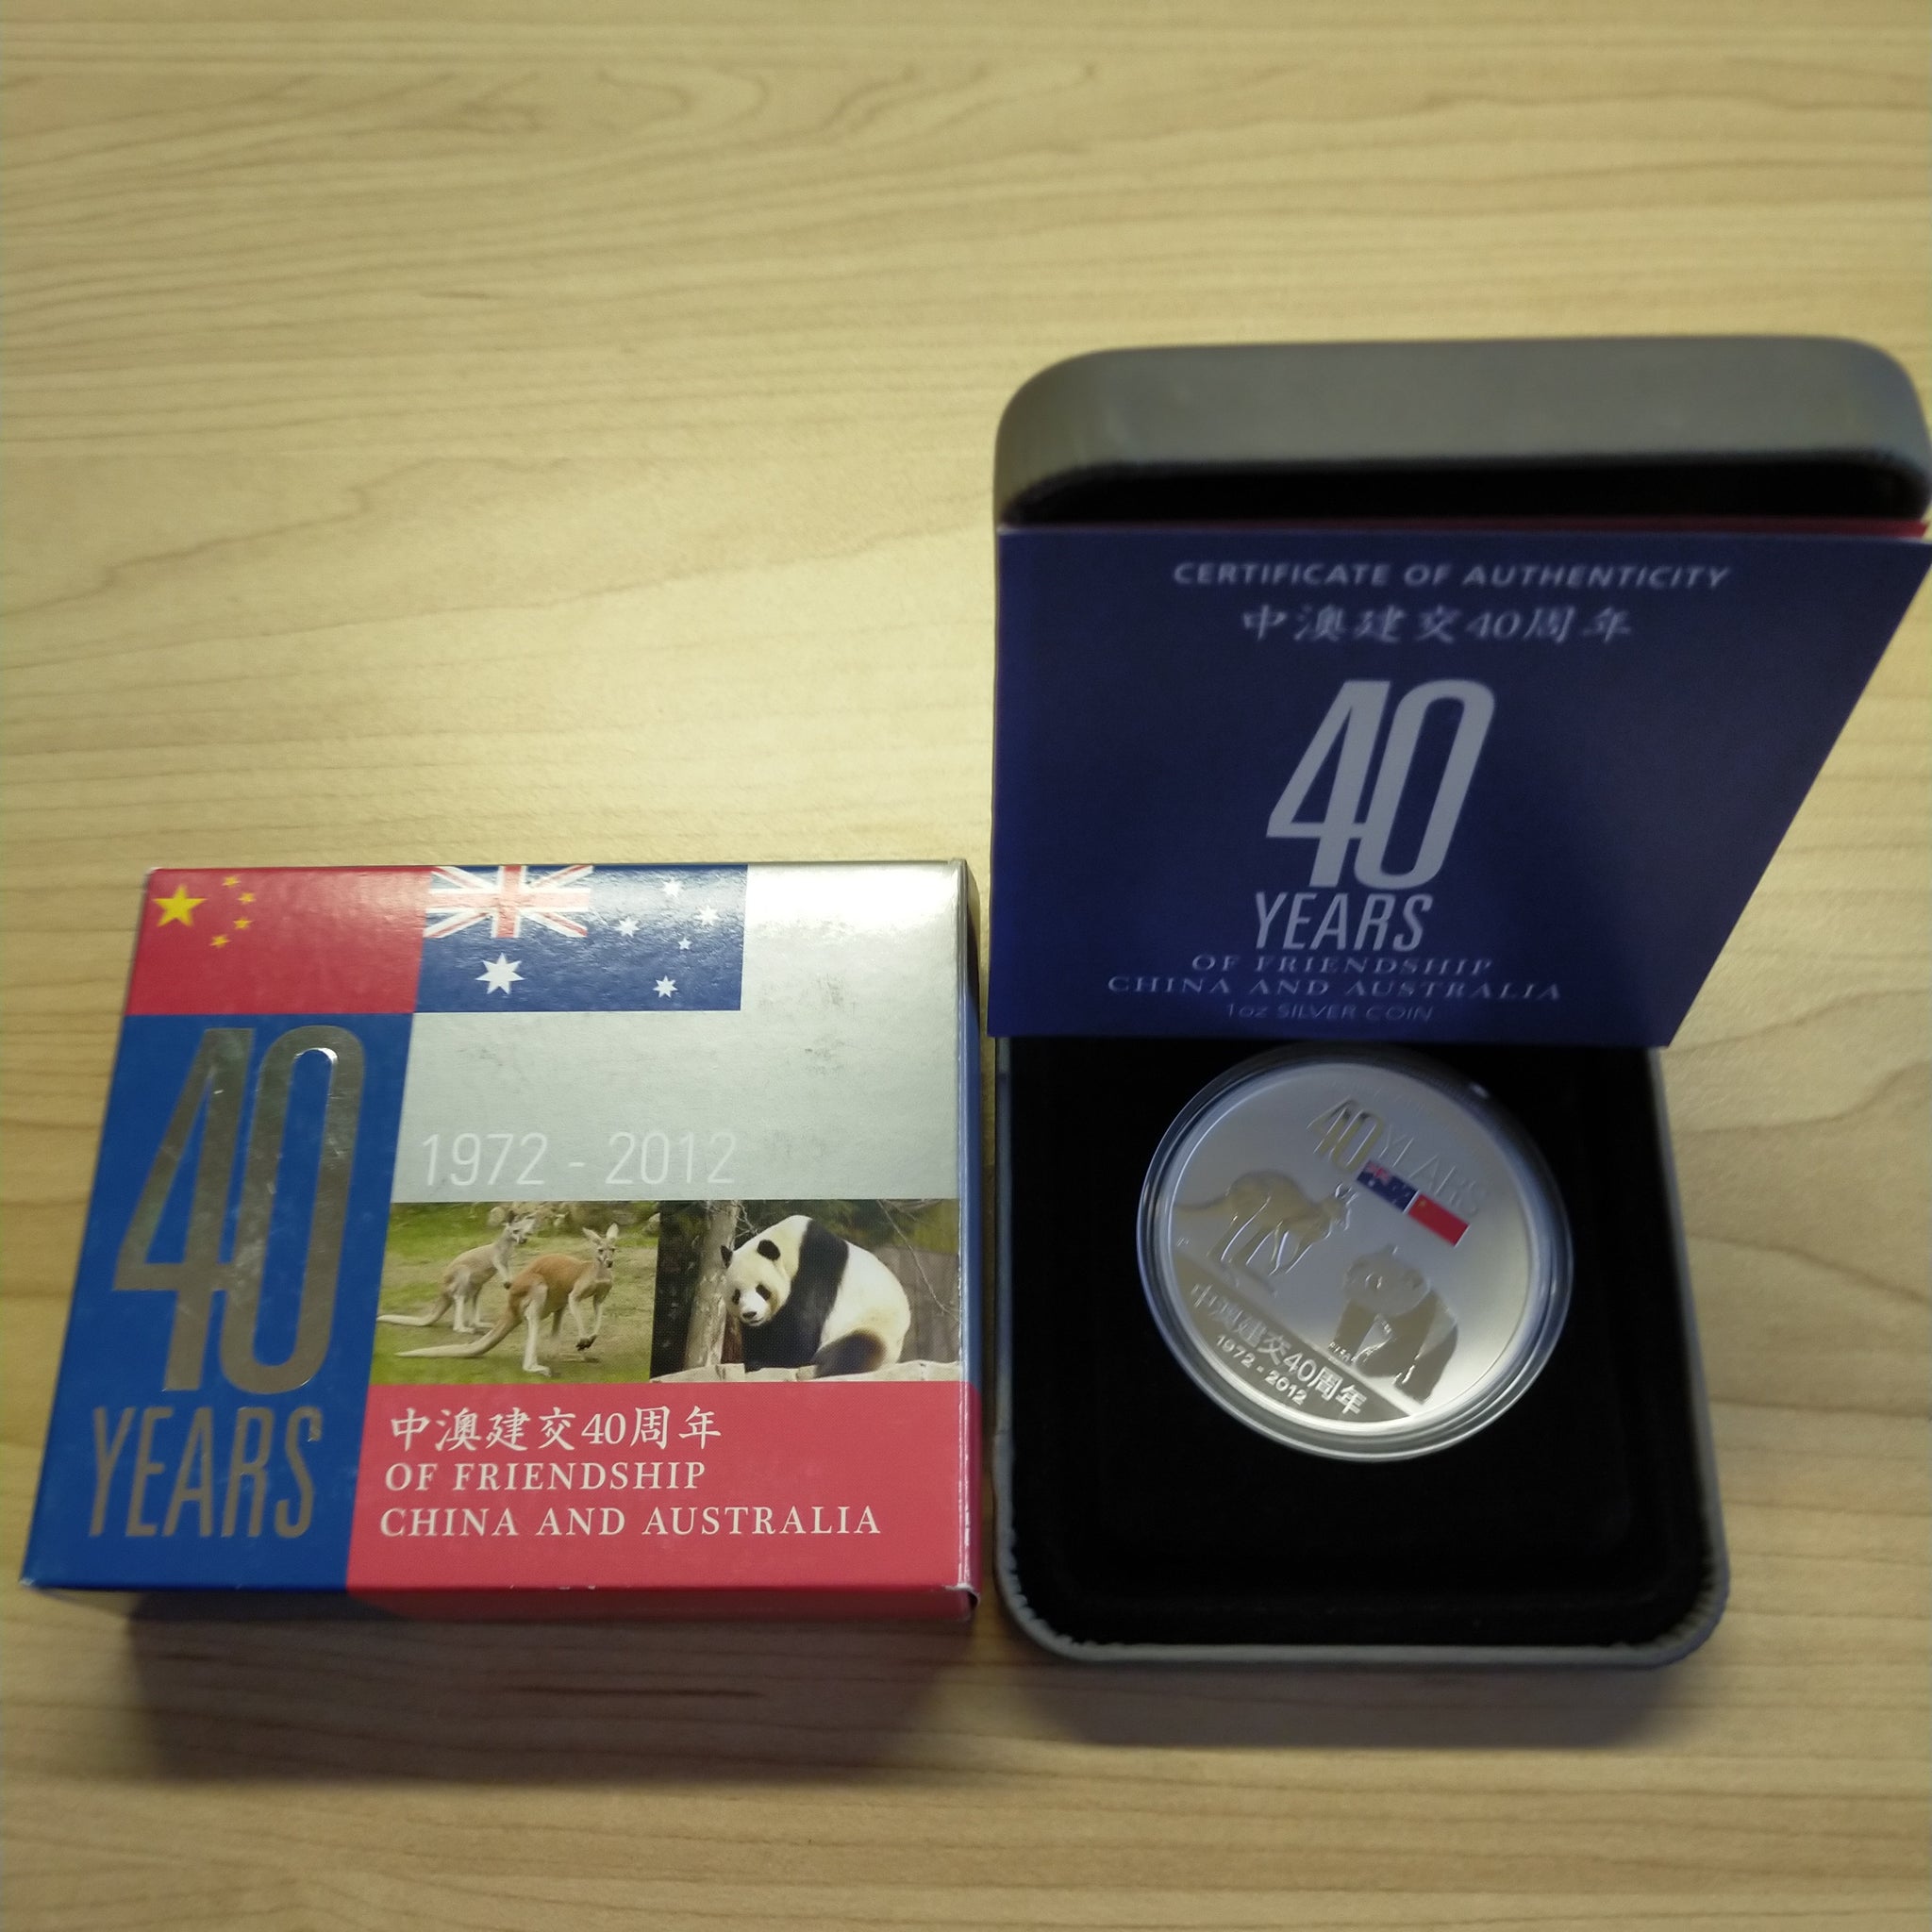 40
YEARS
1972 - 2012
中澳建交40周年
OF FRIENDSHIP
CHINA AND AUSTRALIA
CERTIFICATE OF AUTHENTICITY
中澳建交40周年
40
YEARS
OF FRIENDSHIP
CHINA AND AUSTRALIA
1oz SILVER COIN
40 YEARS
中澳建交40周年
1972 - 2012